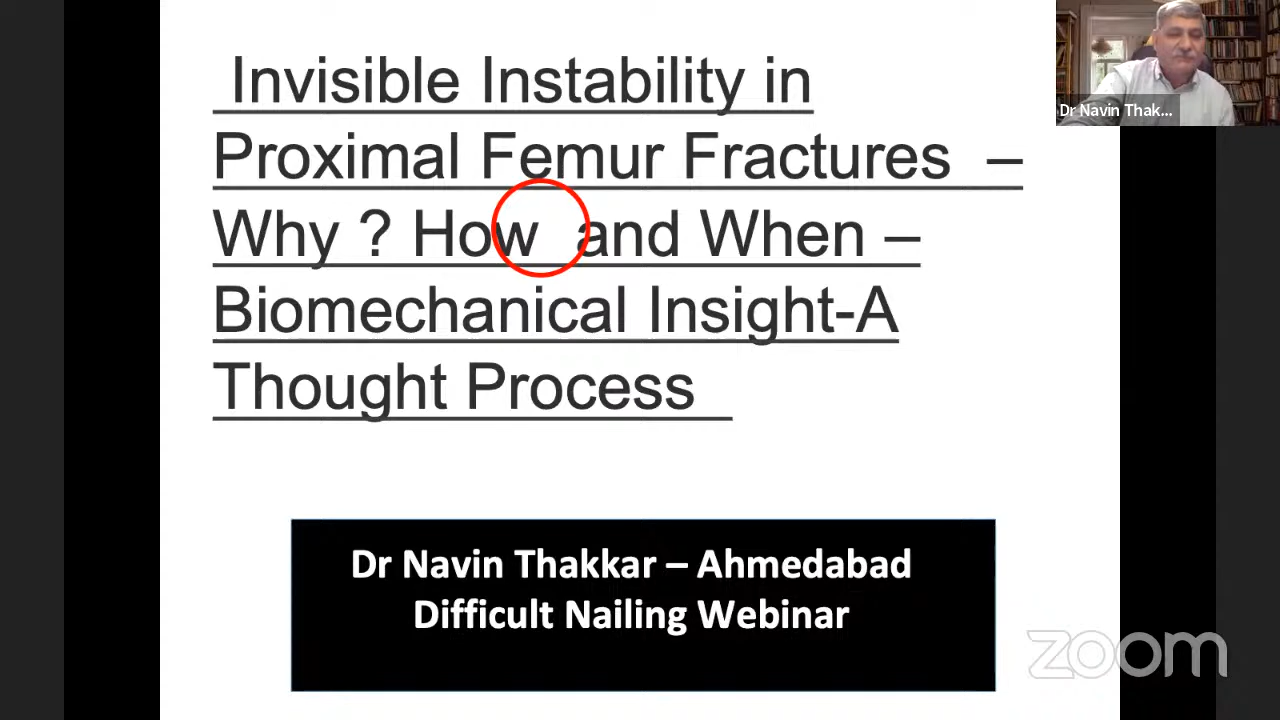 Invisible Instability in
Proximal Femur Fractures –
Why ? How and When –
Biomechanical Insight-A
Thought Process
Dr Navin Thak...
Dr Navin Thakkar – Ahmedabad
Difficult Nailing Webinar
zoom